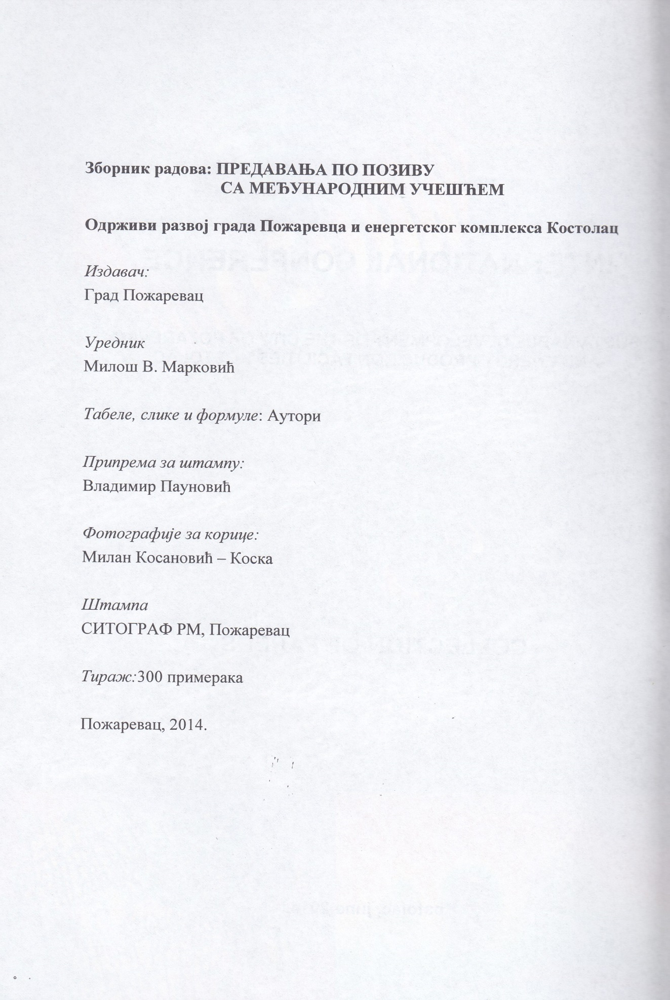 Зборник радова: ПРЕДАВАЊА ПО ПОЗИВУ
СА МЕЂУНАРОДНИМ УЧЕШЋЕМ
Одрживи развој града Пожаревца и енергетског комплекса Костолац
Издавач:
Град Пожаревац
Уредник
Милош В. Марковић
Табеле, слике и формуле: Аутори
Припрема за штампу:
Владимир Пауновић
Фотографије за корице:
Милан Косановић – Коска
Штампа
СИТОГРАФ РМ, Пожаревац
Тираж:300 примерака
Пожаревац, 2014.